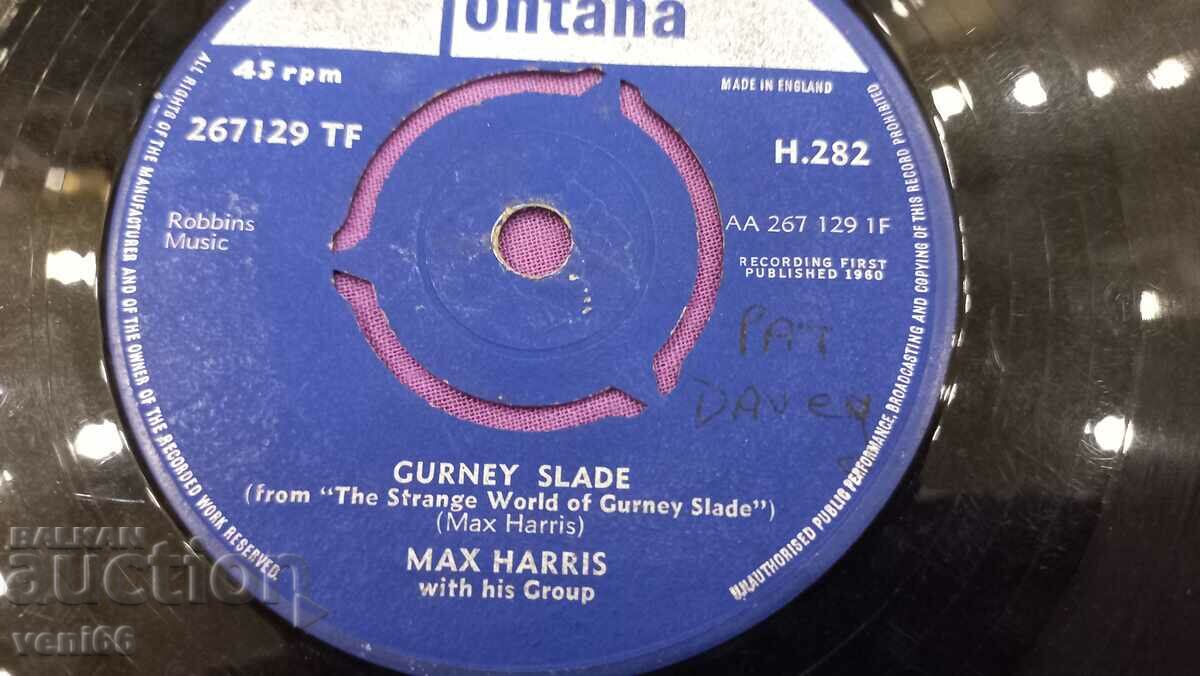 fontana
45 rpm
MADE IN ENGLAND
267129 TF
H.282
Robbins
Music
AA 267 129 1F
RECORDING FIRST
PUBLISHED 1960
PAT
DAVEY
GURNEY SLADE
(from "The Strange World of Gurney Slade")
(Max Harris)
MAX HARRIS
with his Group
ALL RIGHTS OF THE MANUFACTURER AND OF THE OWNER OF THE RECORDED WORK RESERVED.
UNAUTHORISED PUBLIC PERFORMANCE, BROADCASTING AND COPYING OF THIS RECORD PROHIBITED
BALKAN
auction
veni66